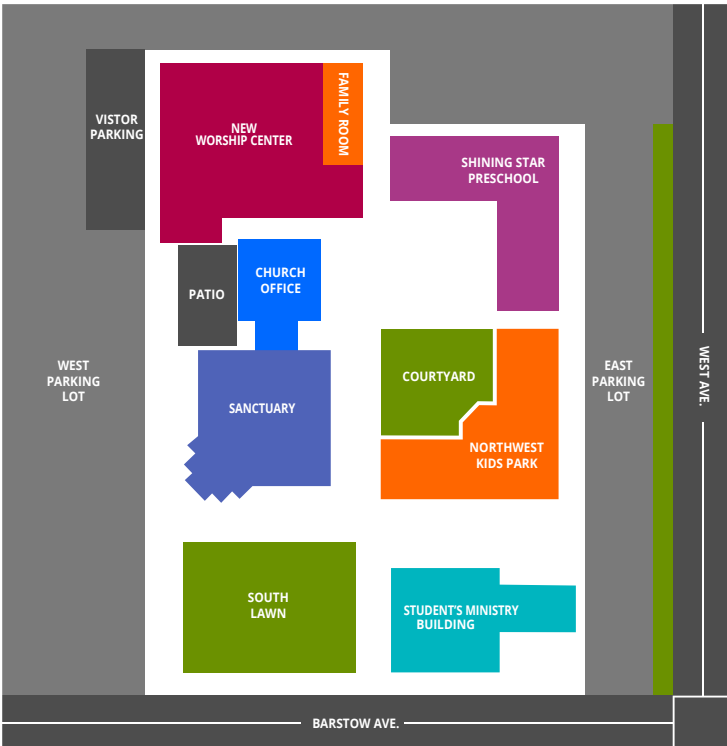 VISTOR
PARKING
NEW
WORSHIP CENTER
FAMILY ROOM
SHINING STAR
PRESCHOOL
CHURCH
OFFICE
PATIO
WEST
PARKING
LOT
SANCTUARY
COURTYARD
EAST
PARKING
LOT
WEST AVE.
NORTHWEST
KIDS PARK
SOUTH
LAWN
STUDENT'S MINISTRY
BUILDING
BARSTOW AVE.